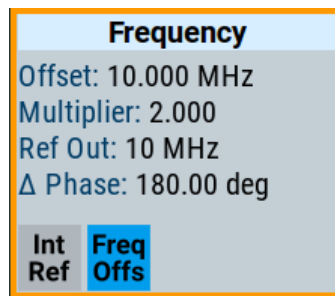 Frequency
Offset: 10.000 MHz
Multiplier: 2.000
Ref Out: 10 MHz
Δ Phase: 180.00 deg
Int Freq
Ref Offs